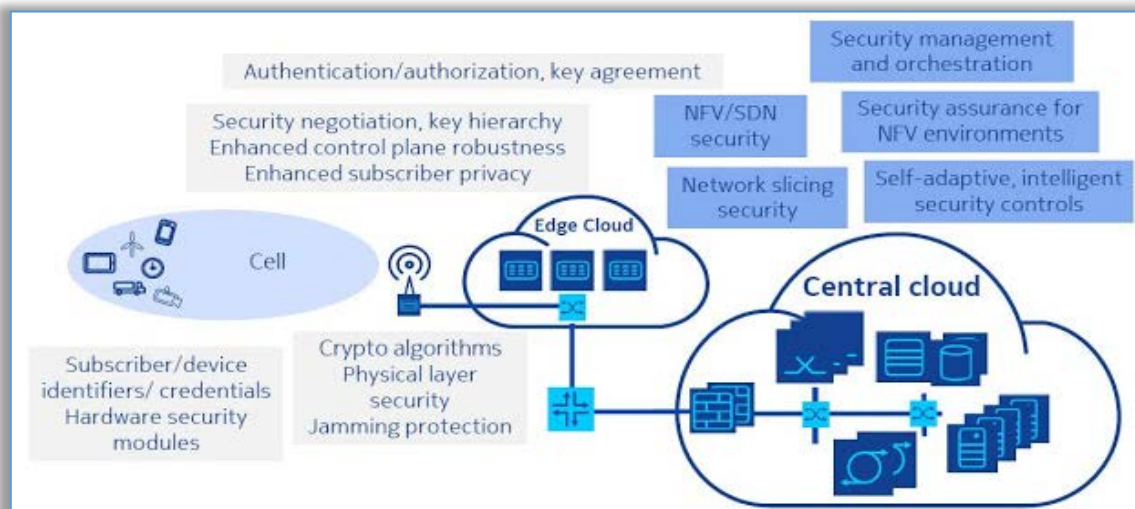 Authentication/authorization, key agreement
Security negotiation, key hierarchy
Enhanced control plane robustness
Enhanced subscriber privacy
Security management
and orchestration
NFV/SDN
security
Security assurance for
NFV environments
Network slicing
security
Self-adaptive, intelligent
security controls
Cell
Edge Cloud
Central cloud
Subscriber/device
identifiers/ credentials
Hardware security
modules
Crypto algorithms
Physical layer
security
Jamming protection